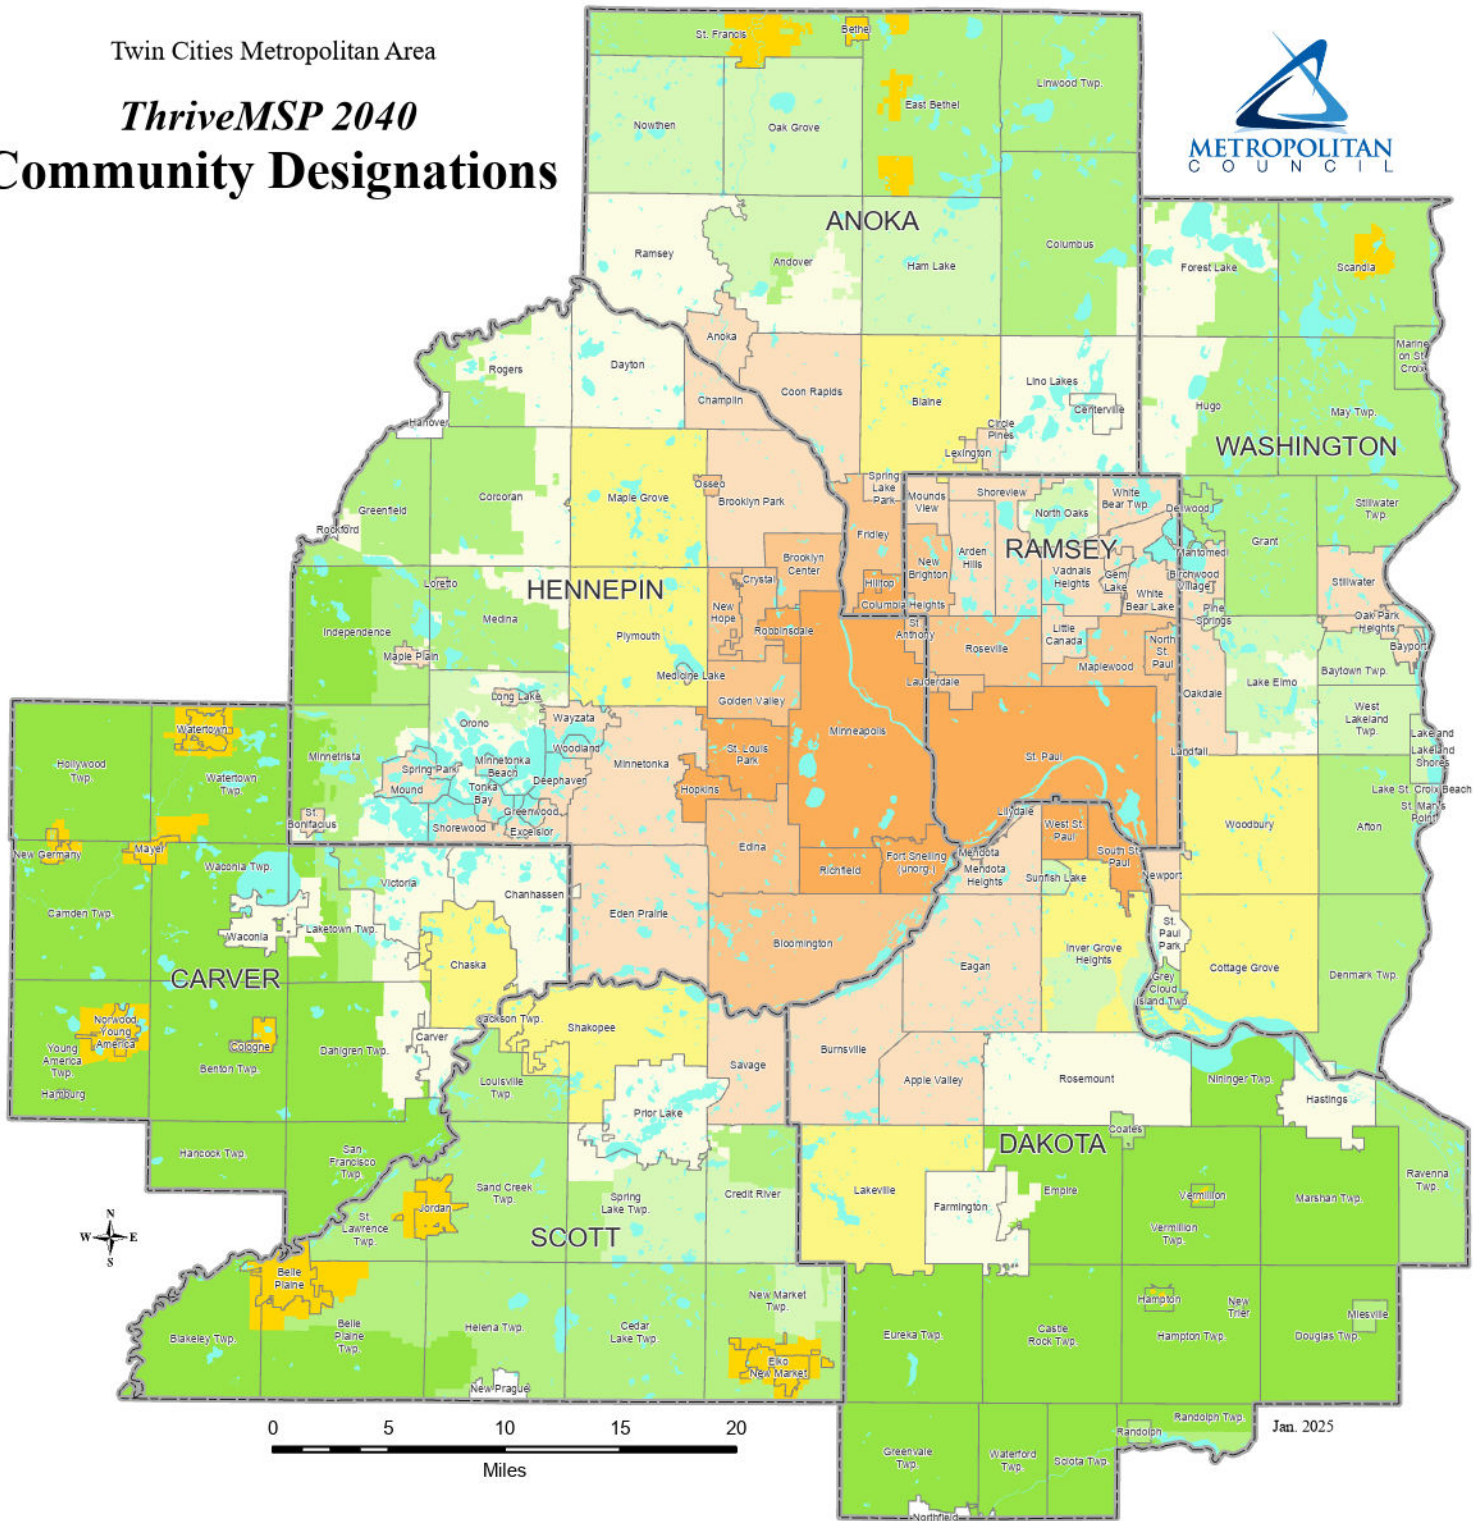 Twin Cities Metropolitan Area
ThriveMSP 2040
Community Designations
METROPOLITAN
COUNCIL
St. Francis
Bethel
Nowthen
Oak Grove
East Bethel
Linwood Twp.
ANOKA
Ramsey
Andover
Ham Lake
Columbus
Forest Lake
Scandia
Anoka
Rogers
Dayton
Champlin
Coon Rapids
Blaine
Lino Lakes
Centerville
Circle
Pines
Lexington
Hugo
May Twp.
Marine
on St.
Croix
WASHINGTON
Hanover
Corcoran
Greenfield
Rockford
Maple Grove
Osseo
Brooklyn Park
Spring
Lake
Park
Mounds
View
Shoreview
North Oaks
White
Bear Twp.
Dellwood
Grant
Stillwater
Twp.
Fridley
RAMSEY
Brooklyn
Center
New
Brighton
Arden
Hills
Vadnais
Heights
Gem
Lake
White
Bear Lake
Mahtomedi
Birchwood
Village
Stillwater
Loretto
HENNEPIN
Crystal
Hilltop
Columbia Heights
New
Hope
Robbinsdale
Pine
Springs
Oak Park
Heights
Bayport
Independence
Medina
Plymouth
St.
Anthony
Roseville
Little
Canada
North
St.
Paul
Maplewood
Baytown Twp.
Maple Plain
Medicine Lake
Golden Valley
Lauderdale
Oakdale
Lake Elmo
Long Lake
Orono
Wayzata
Woodland
Minnetrista
Spring Park
Minnetonka
Beach
Mound
Tonka
Bay
Deephaven
Greenwood
Shorewood
Excelsior
Minnetonka
St. Louis
Park
Hopkins
Minneapolis
St. Paul
Landfall
West
Lakeland
Twp.
Lakeland
Lakeland
Shores
Lake St. Croix Beach
St. Mary's
Point
St.
Bonifacius
Hollywood
Twp.
Watertown
Watertown
Twp.
New Germany
Mayer
Waconia Twp.
Victoria
Chanhassen
Edina
Richfield
Fort Snelling
(unorg.)
Lilydale
West St.
Paul
South St.
Paul
Mendota
Mendota
Heights
Sunfish Lake
Newport
Woodbury
Afton
Camden Twp.
Waconia
Laketown Twp.
Eden Prairie
Bloomington
Eagan
Inver Grove
Heights
St.
Paul
Park
Grey
Cloud
Island Twp.
Cottage Grove
Denmark Twp.
CARVER
Chaska
Norwood
Young
America
Young
America
Twp.
Hamburg
Cologne
Benton Twp.
Dahlgren Twp.
Carver
Jackson Twp.
Shakopee
Louisville
Twp.
Savage
Burnsville
Apple Valley
Rosemount
Nininger Twp.
Hastings
Prior Lake
Coates
DAKOTA
Hancock Twp.
San
Francisco
Twp.
Sand Creek
Twp.
Spring
Lake Twp.
Credit River
Lakeville
Farmington
Empire
Vermillion
Vermillion
Twp.
Marshan Twp.
Ravenna
Twp.
St.
Lawrence
Twp.
Jordan
SCOTT
N
W E
S
Belle
Plaine
Blakeley Twp.
Belle
Plaine
Twp.
Helena Twp.
Cedar
Lake Twp.
New Market
Twp.
Elko
New Market
New Prague
Eureka Twp.
Castle
Rock Twp.
Hampton
Hampton Twp.
New
Trier
Miesville
Douglas Twp.
Greenvale
Twp.
Waterford
Twp.
Sciota Twp.
Randolph
Randolph Twp.
Northfield
Jan. 2025
0 5 10 15 20
Miles